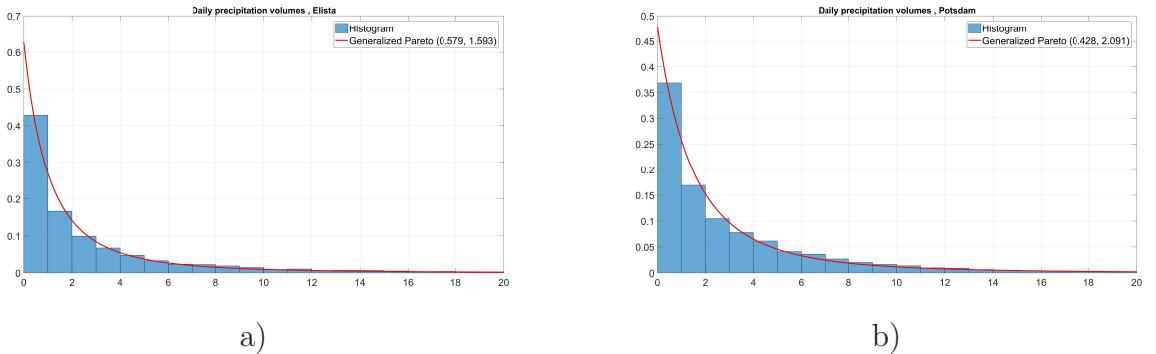 Daily precipitation volumes , Elista
0.7
0.6
0.5
0.4
0.3
0.2
0.1
0
0 2 4 6 8 10 12 14 16 18 20
Histogram
Generalized Pareto (0.579, 1.593)
a)
Daily precipitation volumes , Potsdam
0.5
0.45
0.4
0.35
0.3
0.25
0.2
0.15
0.1
0.05
0
0 2 4 6 8 10 12 14 16 18 20
Histogram
Generalized Pareto (0.428, 2.091)
b)